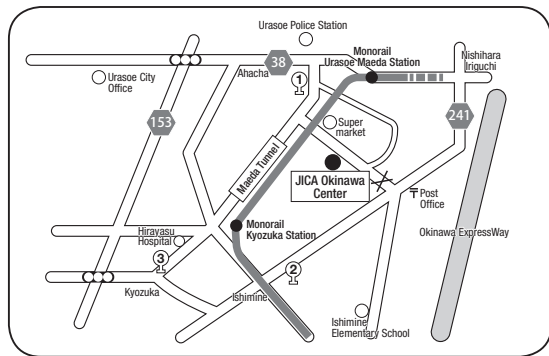 Urasoe Police Station
Monorail
Urasoe Maeda Station
Nishihara
Iriguchi
38
Ahacha
Urasoe City
Office
1
153
241
Super
market
Maeda Tunnel
JICA Okinawa
Center
〒Post
Office
Monorail
Kyozuka Station
Okinawa ExpressWay
Hirayasu
Hospital
3
2
Kyozuka
Ishimine
Ishimine
Elementary School